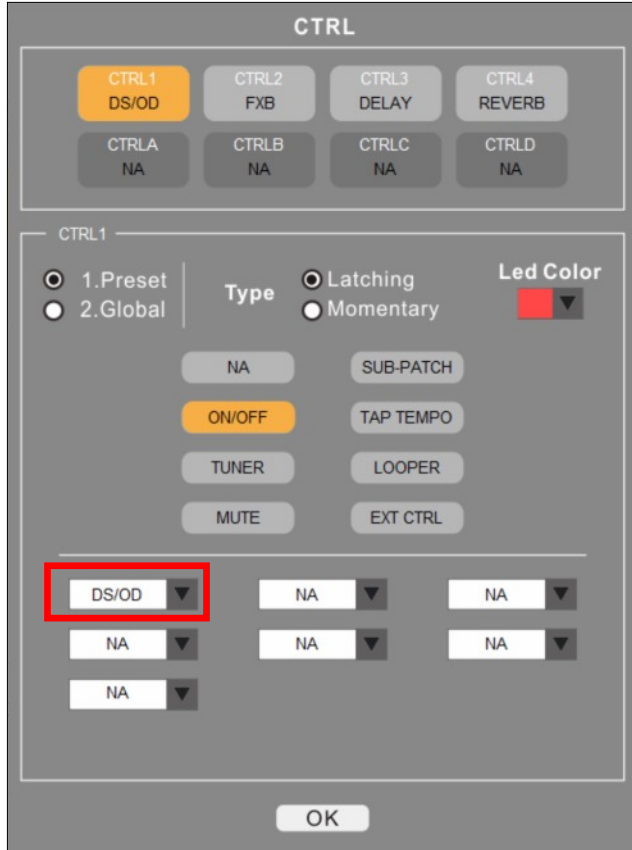 CTRL
CTRL1 CTRL2 CTRL3 CTRL4
DS/OD FXB DELAY REVERB
CTRLA CTRLB CTRLC CTRLD
NA NA NA NA
CTRL1
1.Preset
2.Global
Type
Latching
Momentary
Led Color
NA SUB-PATCH
ON/OFF TAP TEMPO
TUNER LOOPER
MUTE EXT CTRL
DS/OD NA NA
NA NA NA
NA
OK